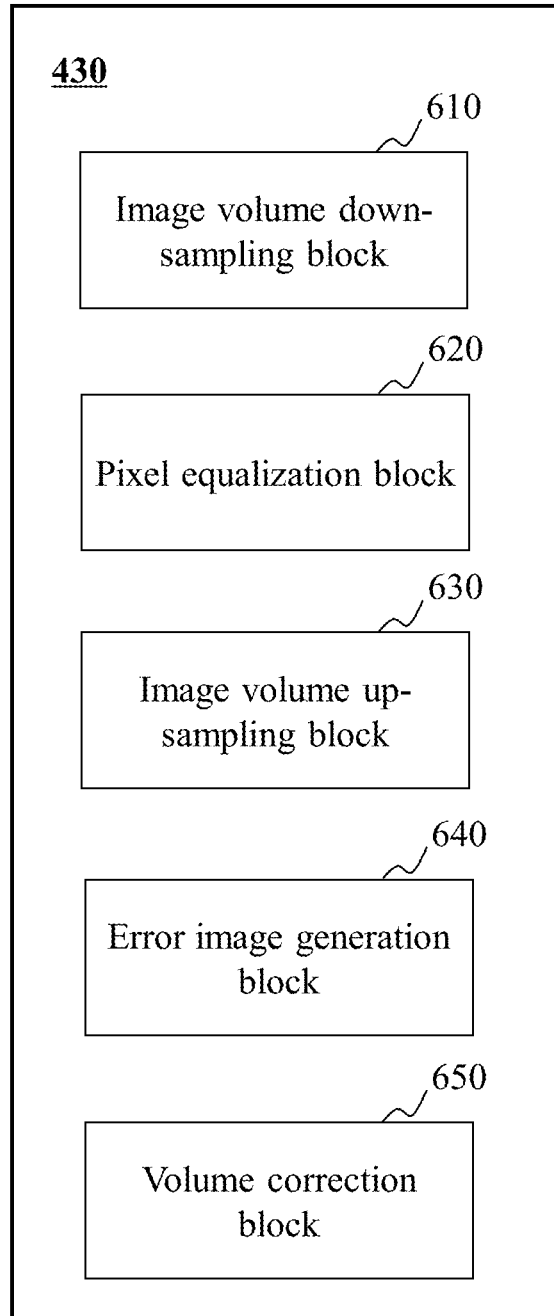 430
610
Image volume down-
sampling block
620
Pixel equalization block
630
Image volume up-
sampling block
640
Error image generation
block
650
Volume correction
block